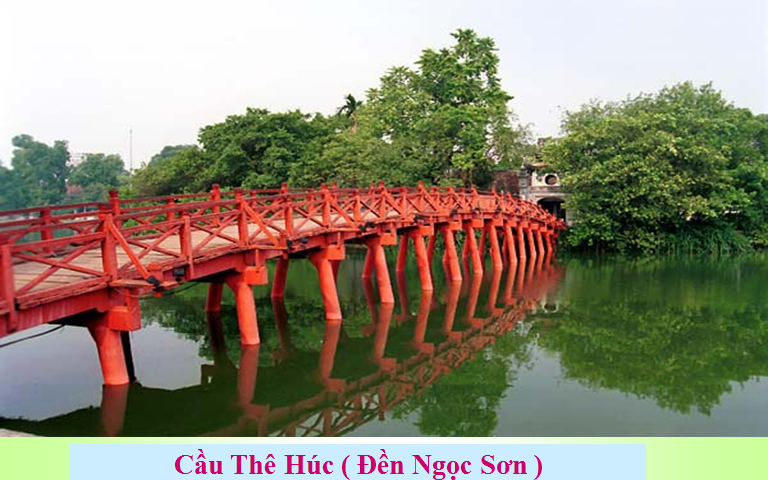 Cầu Thê Húc ( Đền Ngọc Sơn )